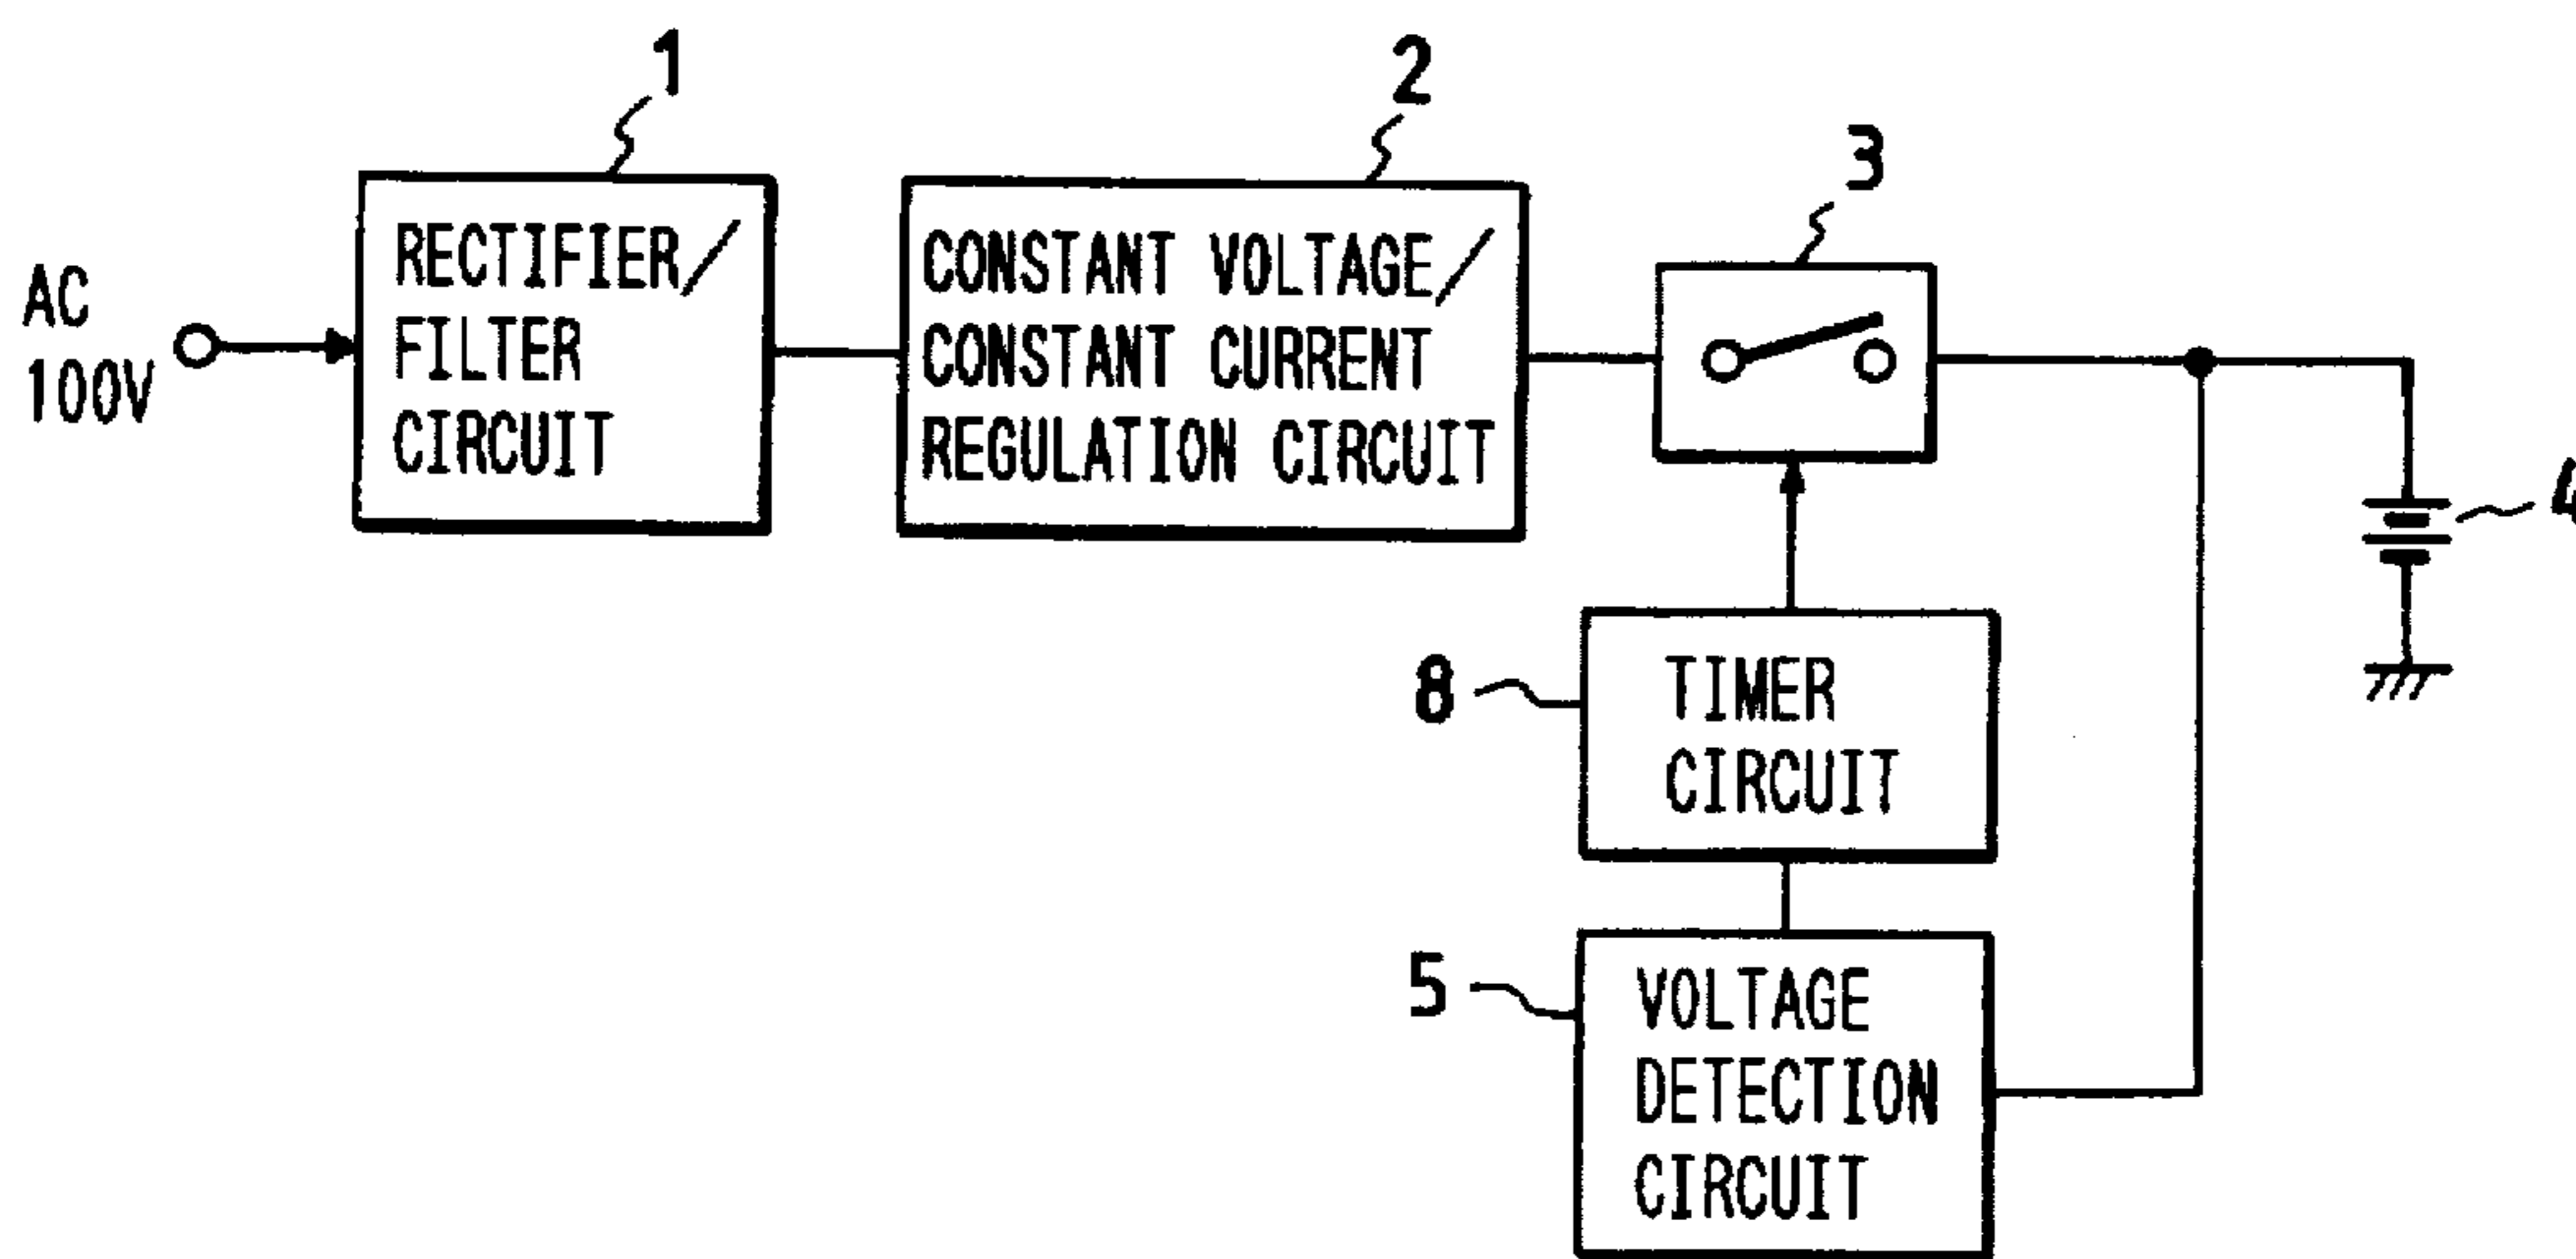 1
2
3
AC
100V
RECTIFIER/
FILTER
CIRCUIT
CONSTANT VOLTAGE/
CONSTANT CURRENT
REGULATION CIRCUIT
4
8
TIMER
CIRCUIT
5
VOLTAGE
DETECTION
CIRCUIT